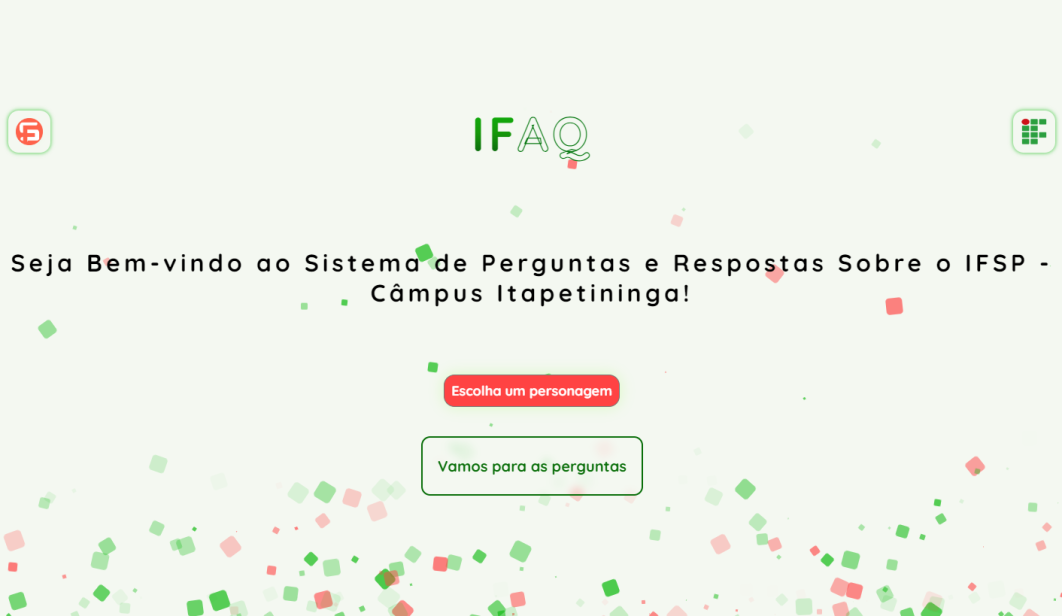 IFAQ
Seja Bem-vindo ao Sistema de Perguntas e Respostas Sobre o IFSP -
Câmpus Itapetininga!
Escolha um personagem
Vamos para as perguntas